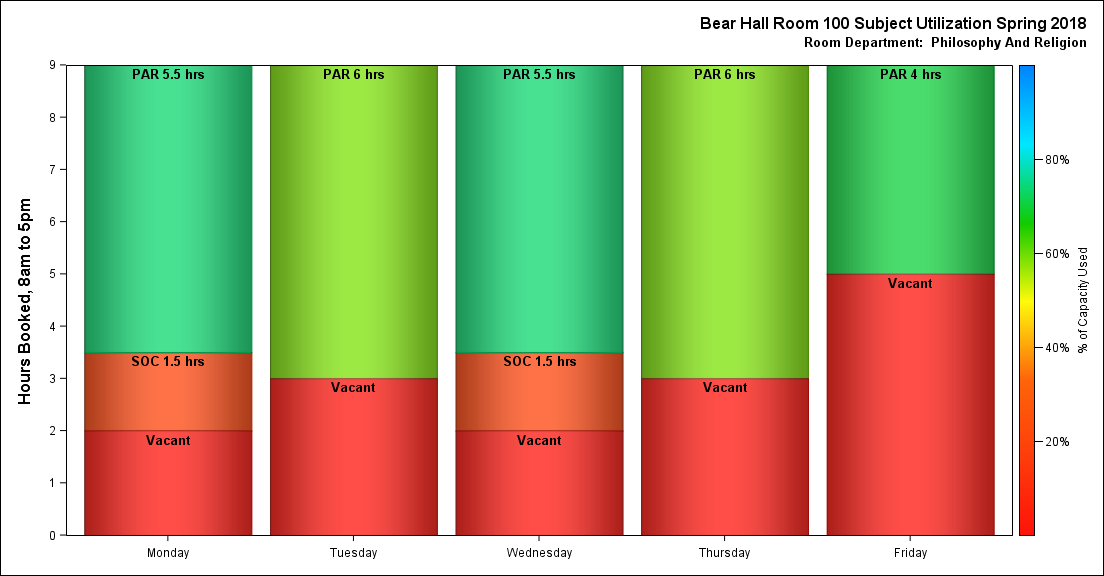 Bear Hall Room 100 Subject Utilization Spring 2018
Room Department:  Philosophy And Religion
Hours Booked, 8am to 5pm
9
8
7
6
5
4
3
2
1
0
PAR 5.5 hrs
SOC 1.5 hrs
Vacant
PAR 6 hrs
Vacant
PAR 5.5 hrs
SOC 1.5 hrs
Vacant
PAR 6 hrs
Vacant
PAR 4 hrs
Vacant
Monday
Tuesday
Wednesday
Thursday
Friday
80%
60%
40%
20%
% of Capacity Used